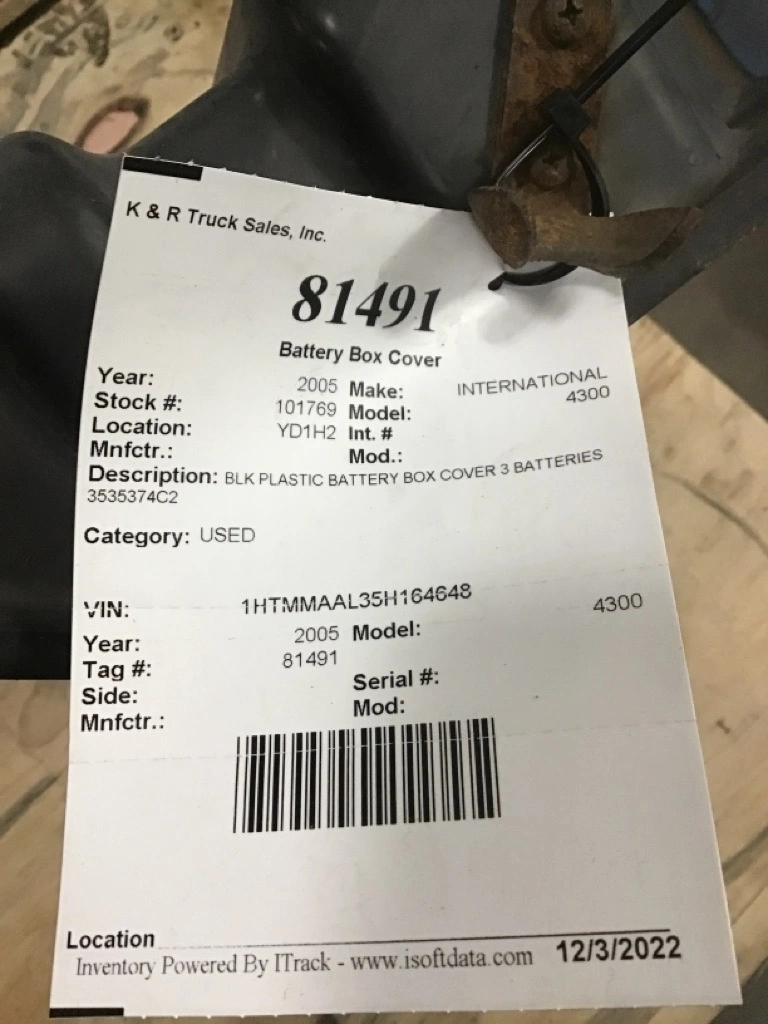 K & R Truck Sales, Inc.
81491
Battery Box Cover
Year: 2005 Make: INTERNATIONAL
Stock #: 101769 Model: 4300
Location: YD1H2 Int. #
Mnfctr.: Mod.:
Description: BLK PLASTIC BATTERY BOX COVER 3 BATTERIES
3535374C2
Category: USED
VIN: 1HTMMAAL35H164648
Year: 2005 Model: 4300
Tag #: 81491
Side: Serial #:
Mnfctr.: Mod:
Location
Inventory Powered By ITrack - www.isoftdata.com 12/3/2022